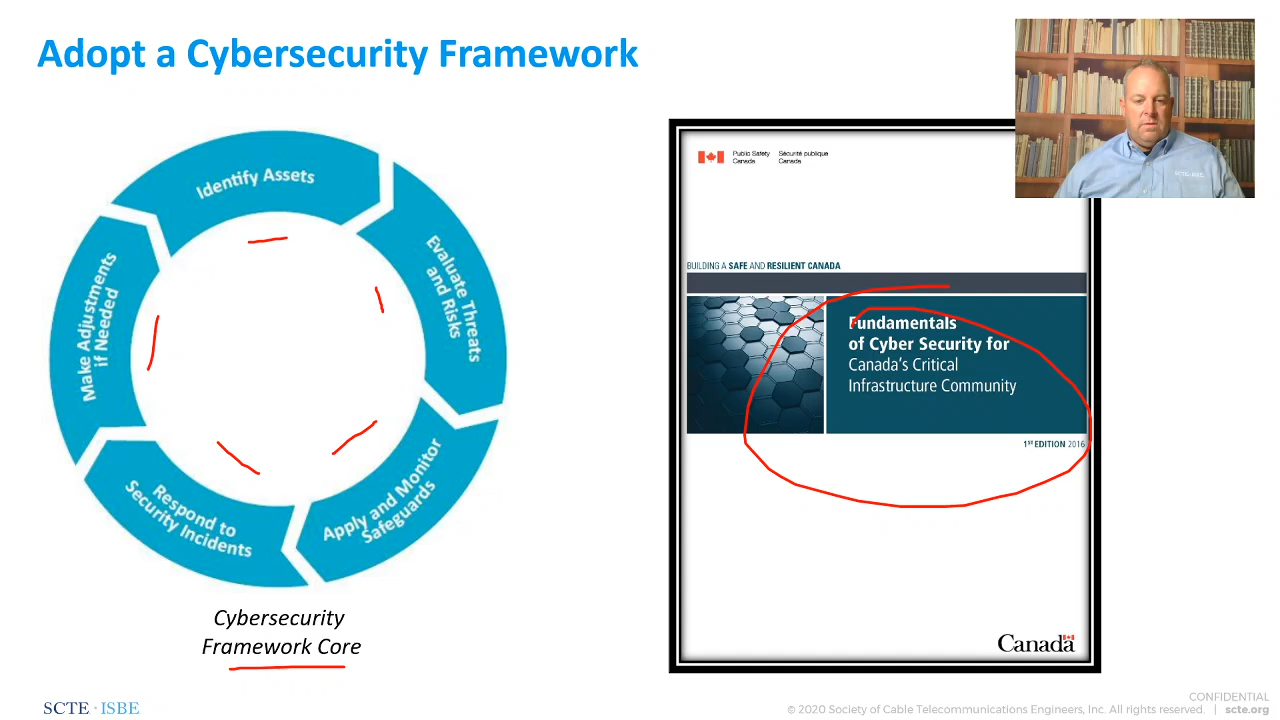 Adopt a Cybersecurity Framework
Identify Assets
Evaluate Threats
and Risks
Apply and Monitor
Safeguards
Respond to
Security Incidents
Make Adjustments
if Needed
Cybersecurity
Framework Core
Public Safety
Canada
Sécurité publique
Canada
BUILDING A SAFE AND RESILIENT CANADA
Fundamentals
of Cyber Security for
Canada's Critical
Infrastructure Community
1ST EDITION 2016
Canada
SCTE·ISBE
SCTE · ISBE
CONFIDENTIAL
© 2020 Society of Cable Telecommunications Engineers, Inc. All rights reserved. | scte.org